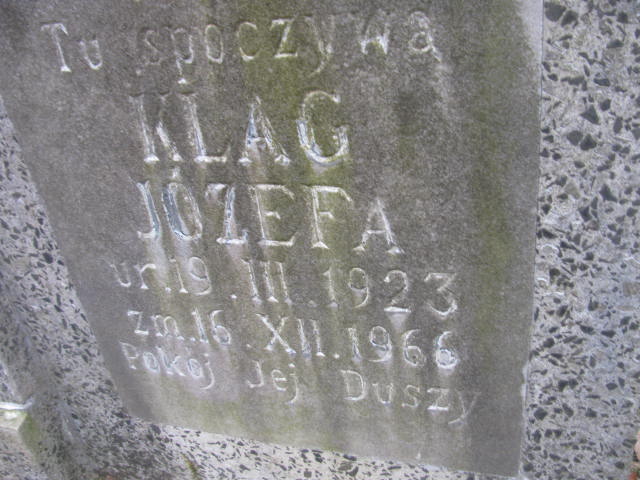 Tu spoczywa
KLAG
JÓZEFA
ur. 19. III. 1923
zm. 16. XII. 1966
Pokój Jej Duszy